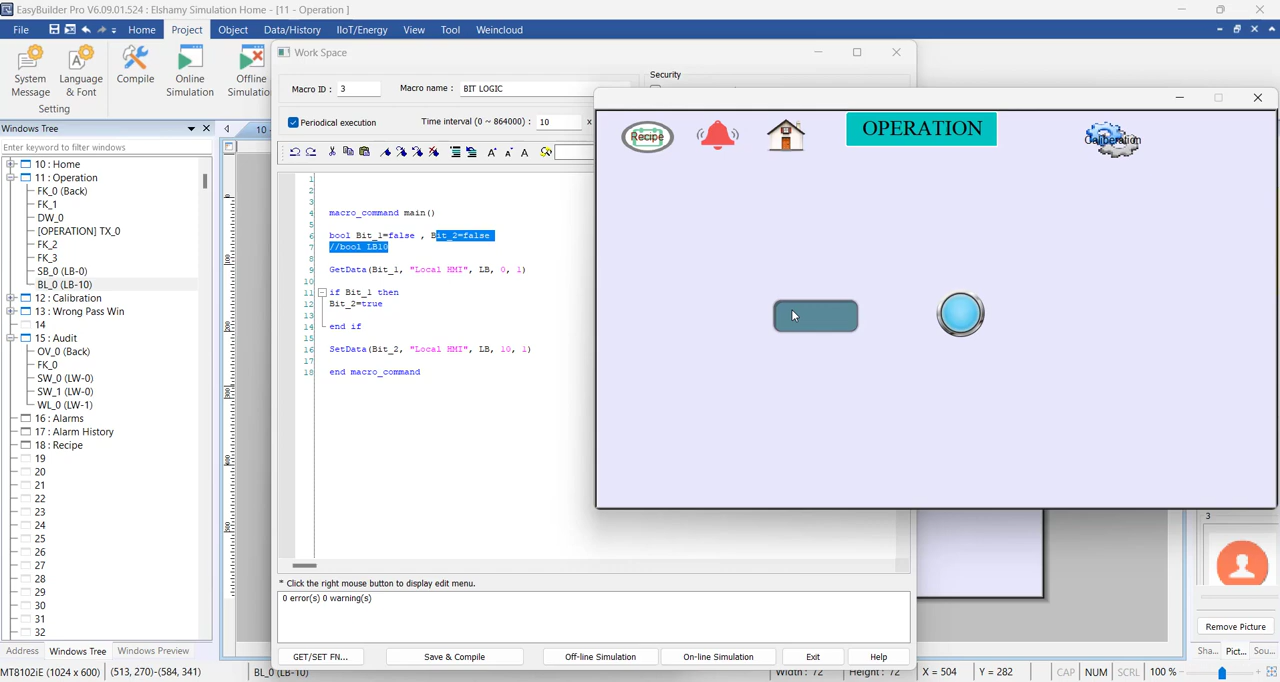 EasyBuilder Pro V6.09.01.524 : Elshamy Simulation Home - [11 - Operation ]
File Home Project Object Data/History IIoT/Energy View Tool Weincloud
System Message
Language & Font
Compile
Online Simulation
Offline
Setting
Windows Tree
Enter keyword to filter windows
10 : Home
11 : Operation
FK_0 (Back)
FK_1
DW_0
[OPERATION] TX_0
FK_2
FK_3
SB_0 (LB-0)
BL_0 (LB-10)
12 : Calibration
13 : Wrong Pass Win
14
15 : Audit
OV_0 (Back)
FK_0
SW_0 (LW-0)
SW_1 (LW-0)
WL_0 (LW-1)
16 : Alarms
17 : Alarm History
18 : Recipe
19
20
21
22
23
24
25
26
27
28
29
30
31
32
Address Windows Tree Windows Preview
10
Work Space
Security
Macro ID : 3 Macro name : BIT LOGIC
Periodical execution Time interval (0 ~ 864000) : 10 x
1
2
3
4 macro_command main()
5
6 bool Bit_1=false , Bit_2=false
7 //bool LB10
8
9 GetData(Bit_1, "Local HMI", LB, 0, 1)
10
11 if Bit_1 then
12 Bit_2=true
13
14 end if
15
16 SetData(Bit_2, "Local HMI", LB, 10, 1)
17
18 end macro_command
* Click the right mouse button to display edit menu.
0 error(s) 0 warning(s)
GET/SET FN... Save & Compile Off-line Simulation On-line Simulation Exit Help
Recipe
OPERATION
Caliberation
3
Remove Picture
Sha... Pict... Sou...
MT8102iE (1024 x 600) (513, 270)-(584, 341) BL_0 (LB-10) Width: 72 Height: 72 X = 504 Y = 282 CAP NUM SCRL 100 %